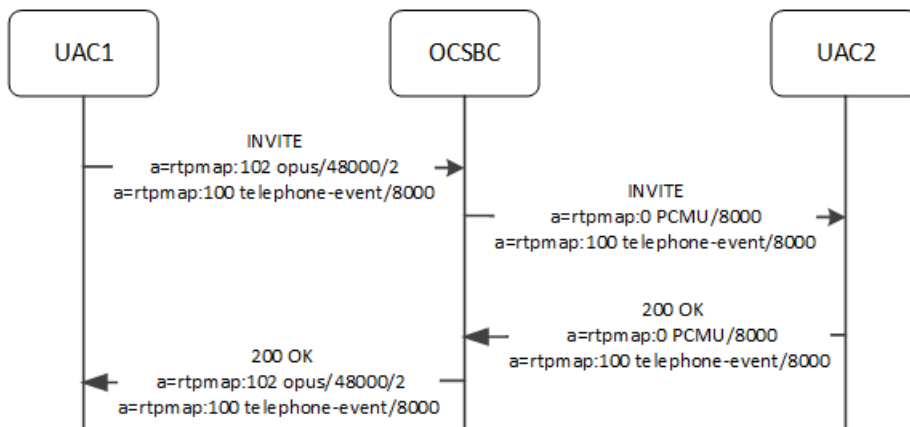 UAC1
OCSBC
UAC2
INVITE
a=rtpmap:102 opus/48000/2
a=rtpmap:100 telephone-event/8000
INVITE
a=rtpmap:0 PCMU/8000
a=rtpmap:100 telephone-event/8000
200 OK
a=rtpmap:0 PCMU/8000
a=rtpmap:100 telephone-event/8000
200 OK
a=rtpmap:102 opus/48000/2
a=rtpmap:100 telephone-event/8000